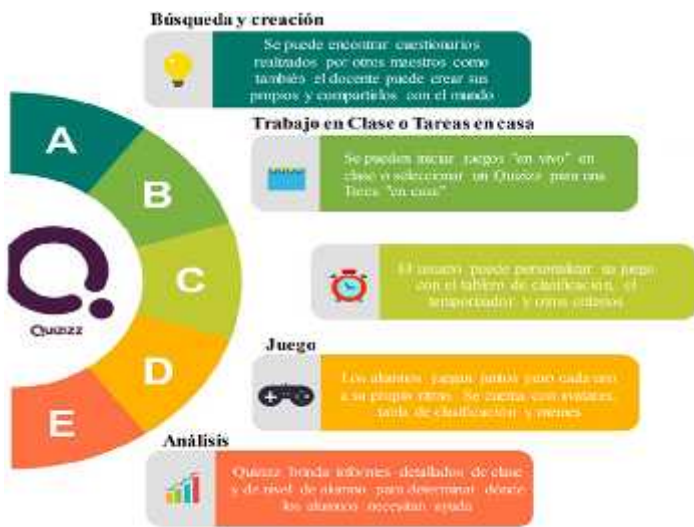 Búsqueda y creación
Se puede encontrar cuestionarios
realizados por otros maestros como
también el docente puede crear sus
propios y compartirlos con el mundo
A
Trabajo en Clase o Tareas en casa
Se pueden iniciar juegos "en vivo" en
clase o seleccionar un Quizizz para una
Tarea "en casa"
B
C
El usuario puede personalizar su juego
con el tablero de clasificación, el
temporizador y otros criterios
Quizizz
Juego
D
Los alumnos juegan juntos pero cada uno
a su propio ritmo. Se cuenta con avatares,
tabla de clasificación y memes
E
Análisis
Quizizz brinda informes detallados de clase
y de nivel de alumno para determinar dónde
los alumnos necesitan ayuda